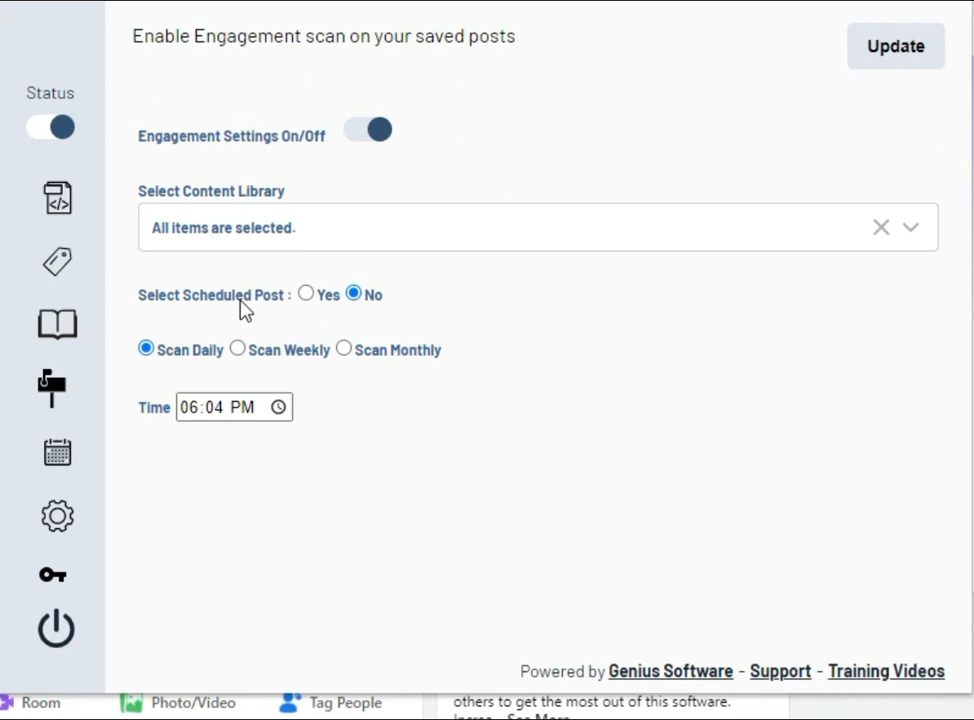 Enable Engagement scan on your saved posts
Update
Status
Engagement Settings On/Off
Select Content Library
All items are selected.
Select Scheduled Post : Yes No
Scan Daily Scan Weekly Scan Monthly
Time 06:04 PM
Powered by Genius Software - Support - Training Videos
Room Photo/Video Tag People
others to get the most out of this software.
See More